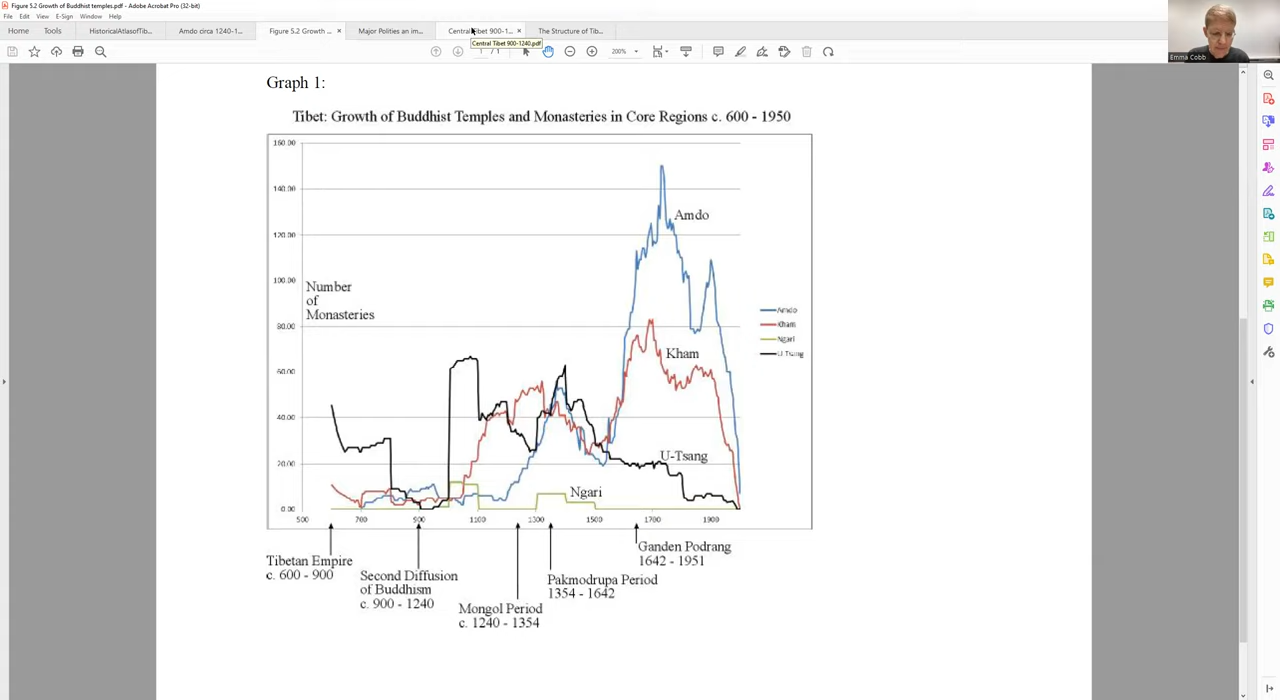 Figure 5.2 Growth of Buddhist temples.pdf - Adobe Acrobat Pro (32-bit)
File Edit View E-Sign Window Help
Home Tools HistoricalAtlasofTib... Amdo circa 1240-1... Figure 5.2 Growth ... × Major Polities an im... Central Tibet 900-1... × The Structure of Tib...
Central Tibet 900-1240.pdf
200%
Emma Cobb
Graph 1:
Tibet: Growth of Buddhist Temples and Monasteries in Core Regions c. 600 - 1950
160.00
140.00
120.00
100.00
80.00
60.00
40.00
20.00
0.00
Number
of
Monasteries
Amdo
Kham
U-Tsang
Ngari
Amdo
Kham
Ngari
U Tsang
500 700 900 1100 1300 1500 1700 1900
Tibetan Empire
c. 600 - 900
Second Diffusion
of Buddhism
c. 900 - 1240
Mongol Period
c. 1240 - 1354
Pakmodrupa Period
1354 - 1642
Ganden Podrang
1642 - 1951